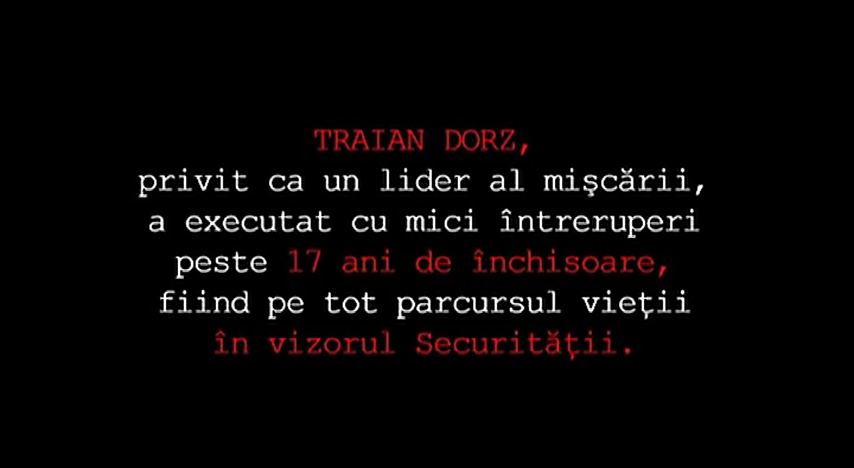 TRAIAN DORZ,
privit ca un lider al mişcării,
a executat cu mici întreruperi
peste 17 ani de închisoare,
fiind pe tot parcursul vieţii
în vizorul Securităţii.